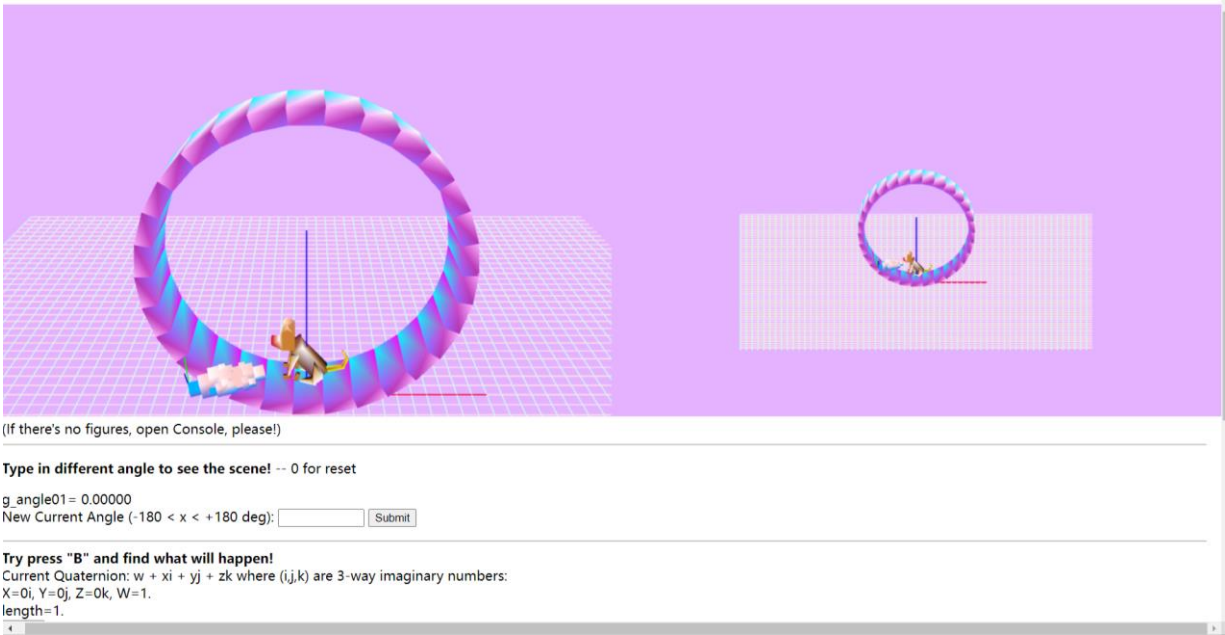 (If there's no figures, open Console, please!)
Type in different angle to see the scene! -- 0 for reset
g_angle01= 0.00000
New Current Angle (-180 < x < +180 deg): Submit
Try press "B" and find what will happen!
Current Quaternion: w + xi + yj + zk where (i,j,k) are 3-way imaginary numbers:
X=0i, Y=0j, Z=0k, W=1.
length=1.